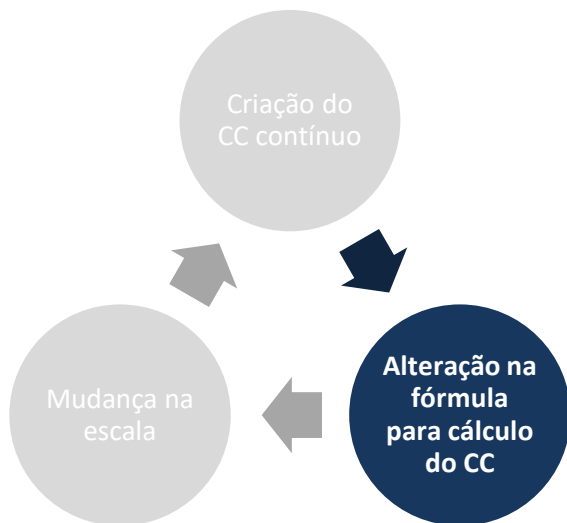 Criação do
CC contínuo
Alteração na
fórmula
para cálculo
do CC
Mudança na
escala